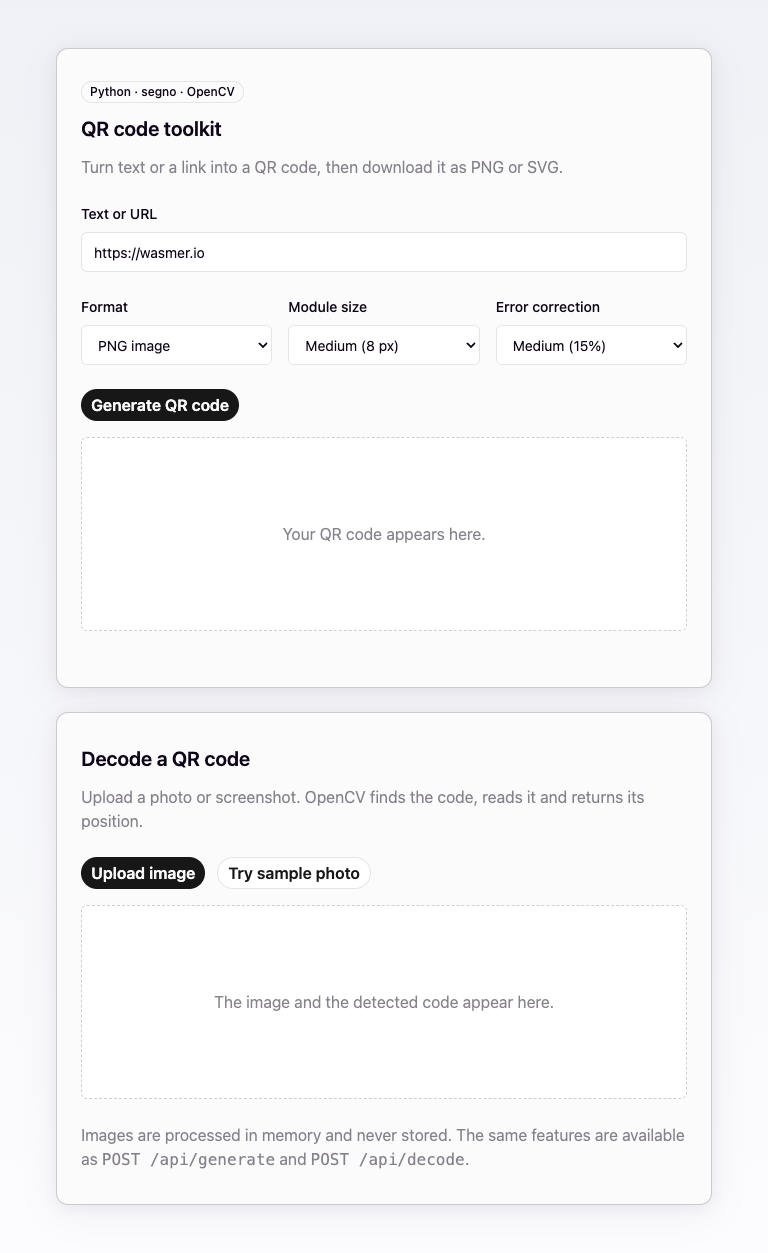 Python · segno · OpenCV
QR code toolkit
Turn text or a link into a QR code, then download it as PNG or SVG.
Text or URL
https://wasmer.io
Format
Module size
Error correction
PNG image
Medium (8 px)
Medium (15%)
Generate QR code
Your QR code appears here.
Decode a QR code
Upload a photo or screenshot. OpenCV finds the code, reads it and returns its
position.
Upload image
Try sample photo
The image and the detected code appear here.
Images are processed in memory and never stored. The same features are available
as POST /api/generate and POST /api/decode.